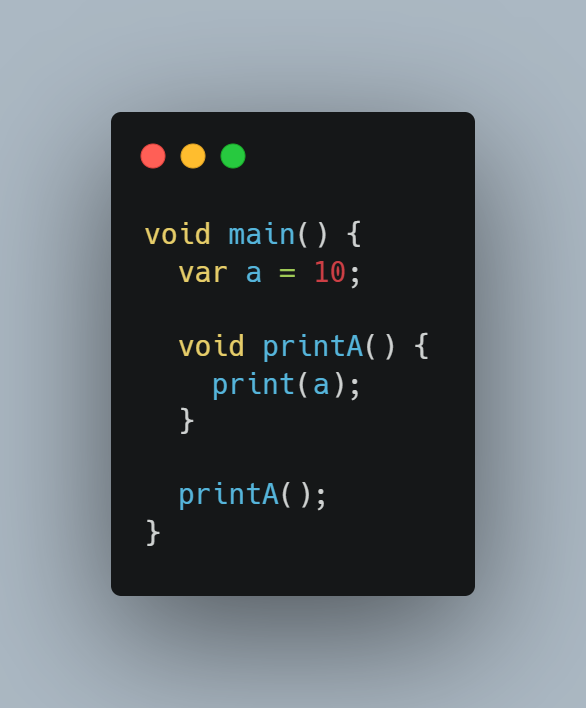 void main() {
  var a = 10;

  void printA() {
    print(a);
  }

  printA();
}